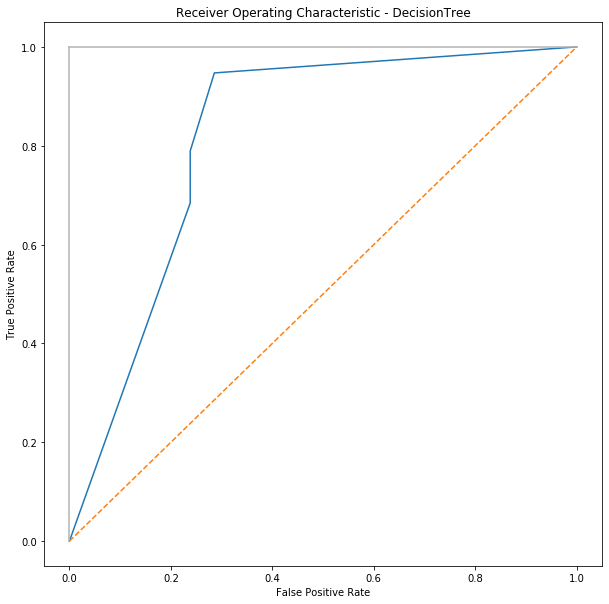 Receiver Operating Characteristic - DecisionTree
1.0
0.8
0.6
0.4
0.2
0.0
True Positive Rate
0.0 0.2 0.4 0.6 0.8 1.0
False Positive Rate